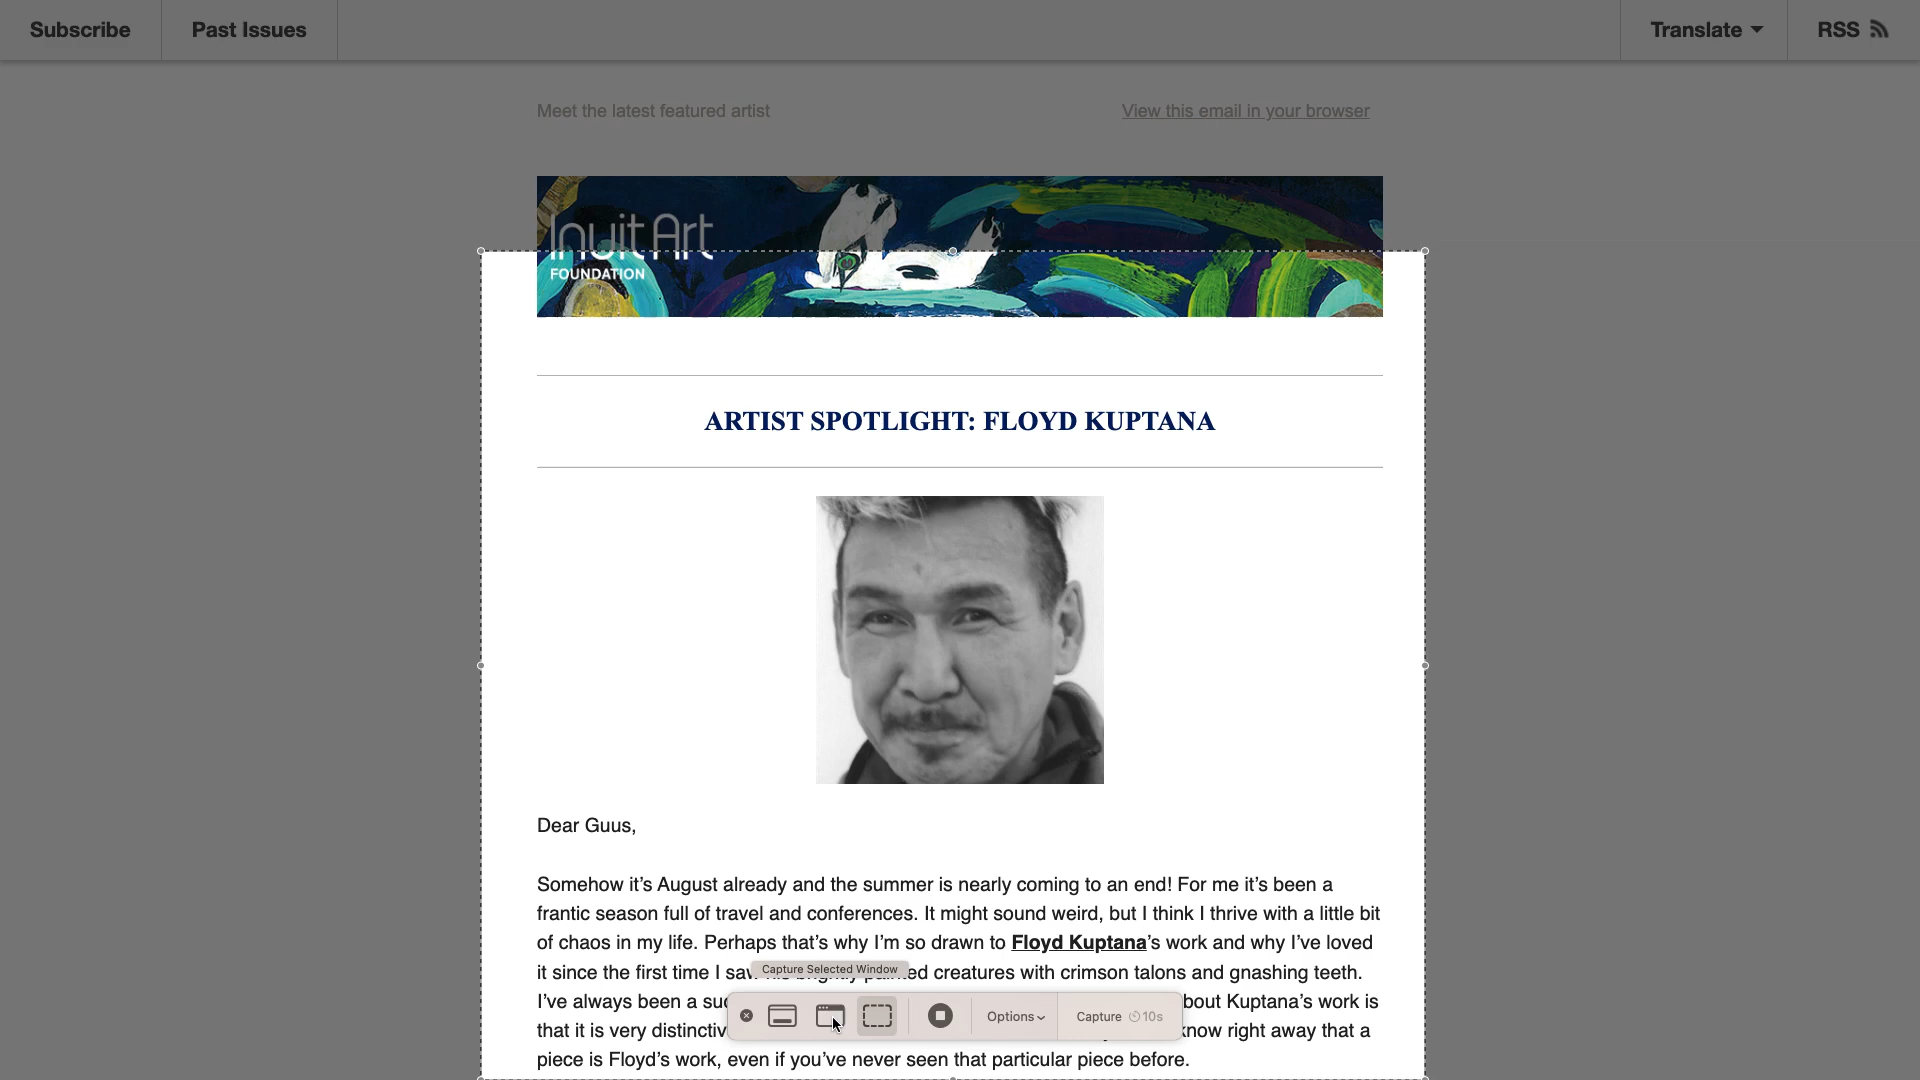 Subscribe
Past Issues
Translate
RSS
Meet the latest featured artist
View this email in your browser
Inuit Art
FOUNDATION
ARTIST SPOTLIGHT: FLOYD KUPTANA
Dear Guus,
Somehow it's August already and the summer is nearly coming to an end! For me it's been a
frantic season full of travel and conferences. It might sound weird, but I think I thrive with a little bit
of chaos in my life. Perhaps that's why I'm so drawn to Floyd Kuptana's work and why I've loved
it since the first time I saw his brightly painted creatures with crimson talons and gnashing teeth.
Capture Selected Window
I've always been a bout Kuptana's work is
that it is very know right away that a
Options
Capture
10s
piece is Floyd's work, even if you've never seen that particular piece before.